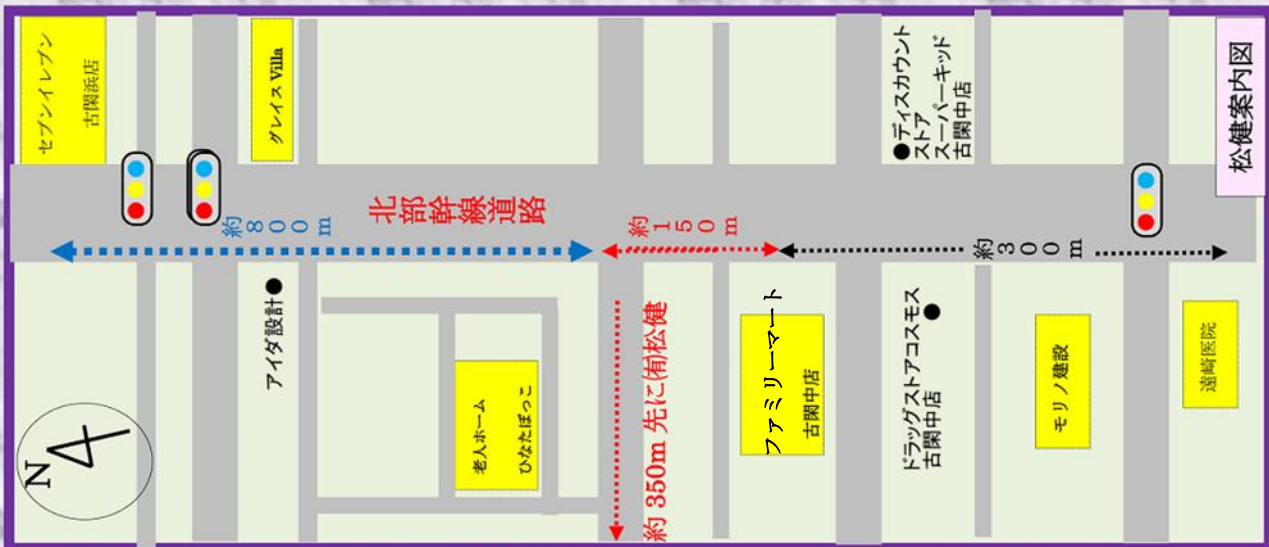 セブンイレブン
古閑浜店
グレイスVilla
●ディスカウント
ストア
スーパーキッド
古閑中店
松健案内図
北部幹線道路
約800m
約150m
約300m
アイダ設計●
老人ホーム
ひなたぼっこ
約350m先に(有)松健
ファミリーマート
古閑中店
ドラッグストアコスモス
古閑中店
モリノ建設
遠崎医院
N